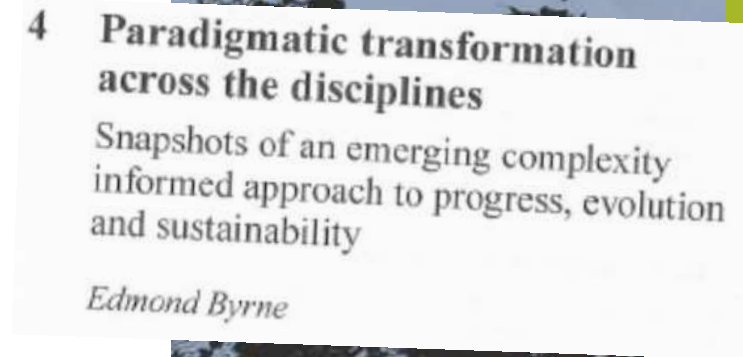 4 Paradigmatic transformation
across the disciplines
Snapshots of an emerging complexity
informed approach to progress, evolution
and sustainability
Edmond Byrne